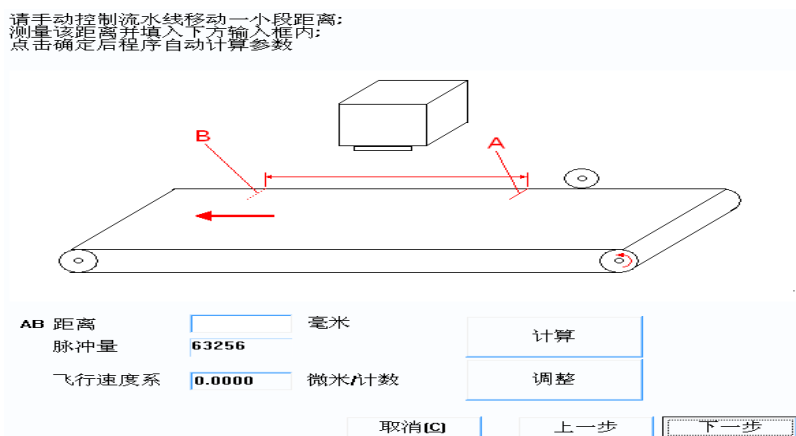 请手动控制流水线移动一小段距离;
测量该距离并填入下方输入框内;
点击确定后程序自动计算参数
B
A
AB 距离 毫米
计算
脉冲量 63256
飞行速度系 0.0000 微米/计数
调整
取消(C) 上一步 下一步